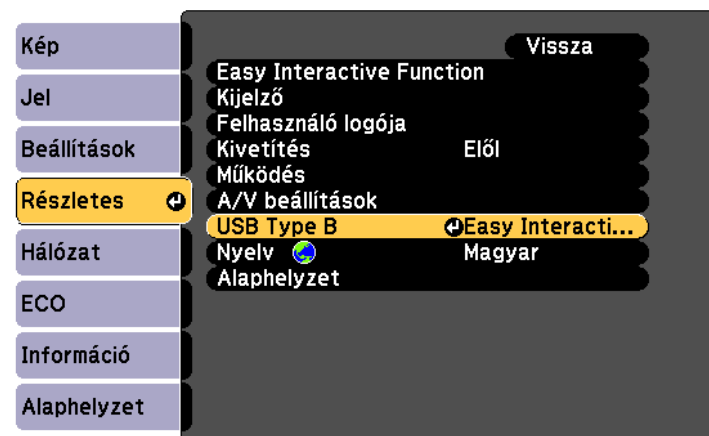 Kép
Jel
Beállítások
Részletes
Hálózat
ECO
Információ
Alaphelyzet
Vissza
Easy Interactive Function
Kijelző
Felhasználó logója
Kivetítés Elől
Működés
A/V beállítások
USB Type B Easy Interacti...
Nyelv Magyar
Alaphelyzet